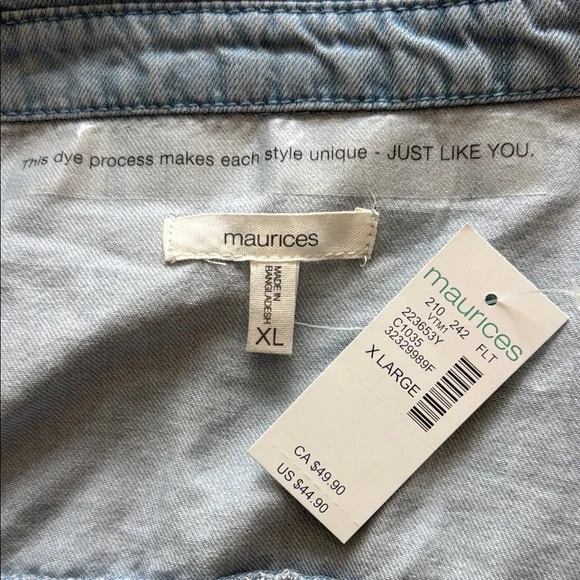 This dye process makes each style unique - JUST LIKE YOU.
maurices
MADE IN
BANGLADESH
XL
maurices
210 242 FLT
VTM1
223653Y
C1035
32329989F
X LARGE
CA $49.90
US $44.90